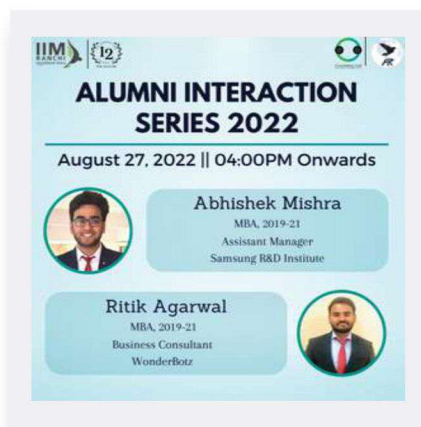 IIM
RANCHI
12
ALUMNI INTERACTION
SERIES 2022
August 27, 2022 || 04:00PM Onwards
Abhishek Mishra
MBA, 2019-21
Assistant Manager
Samsung R&D Institute
Ritik Agarwal
MBA, 2019-21
Business Consultant
WonderBotz